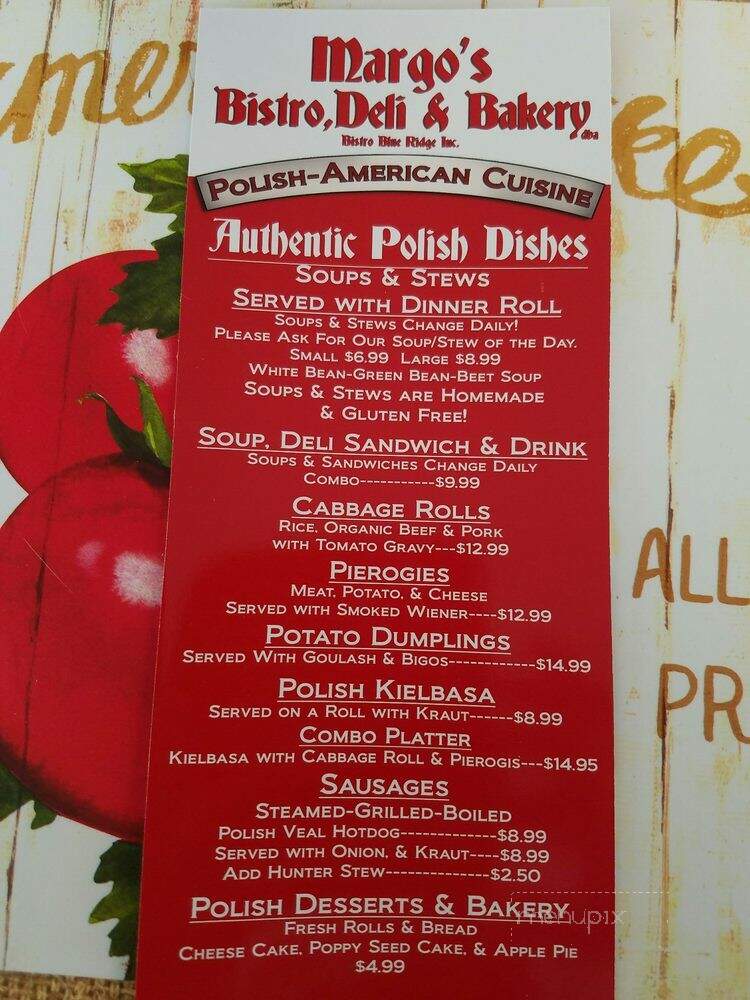 Margo's
Bistro, Deli & Bakery
dba
Bistro Blue Ridge Inc.
POLISH-AMERICAN CUISINE
Authentic Polish Dishes
SOUPS & STEWS
SERVED WITH DINNER ROLL
SOUPS & STEWS CHANGE DAILY!
PLEASE ASK FOR OUR SOUP/STEW OF THE DAY.
SMALL $6.99 LARGE $8.99
WHITE BEAN-GREEN BEAN-BEET SOUP
SOUPS & STEWS ARE HOMEMADE
& GLUTEN FREE!
SOUP, DELI SANDWICH & DRINK
SOUPS & SANDWICHES CHANGE DAILY
COMBO-----------$9.99
CABBAGE ROLLS
RICE, ORGANIC BEEF & PORK
WITH TOMATO GRAVY---$12.99
PIEROGIES
MEAT, POTATO, & CHEESE
SERVED WITH SMOKED WIENER----$12.99
POTATO DUMPLINGS
SERVED WITH GOULASH & BIGOS------------$14.99
POLISH KIELBASA
SERVED ON A ROLL WITH KRAUT------$8.99
COMBO PLATTER
KIELBASA WITH CABBAGE ROLL & PIEROGIS---$14.95
SAUSAGES
STEAMED-GRILLED-BOILED
POLISH VEAL HOTDOG-------------$8.99
SERVED WITH ONION, & KRAUT----$8.99
ADD HUNTER STEW--------------$2.50
POLISH DESSERTS & BAKERY
FRESH ROLLS & BREAD
CHEESE CAKE, POPPY SEED CAKE, & APPLE PIE
$4.99
menupix
ALL
PR